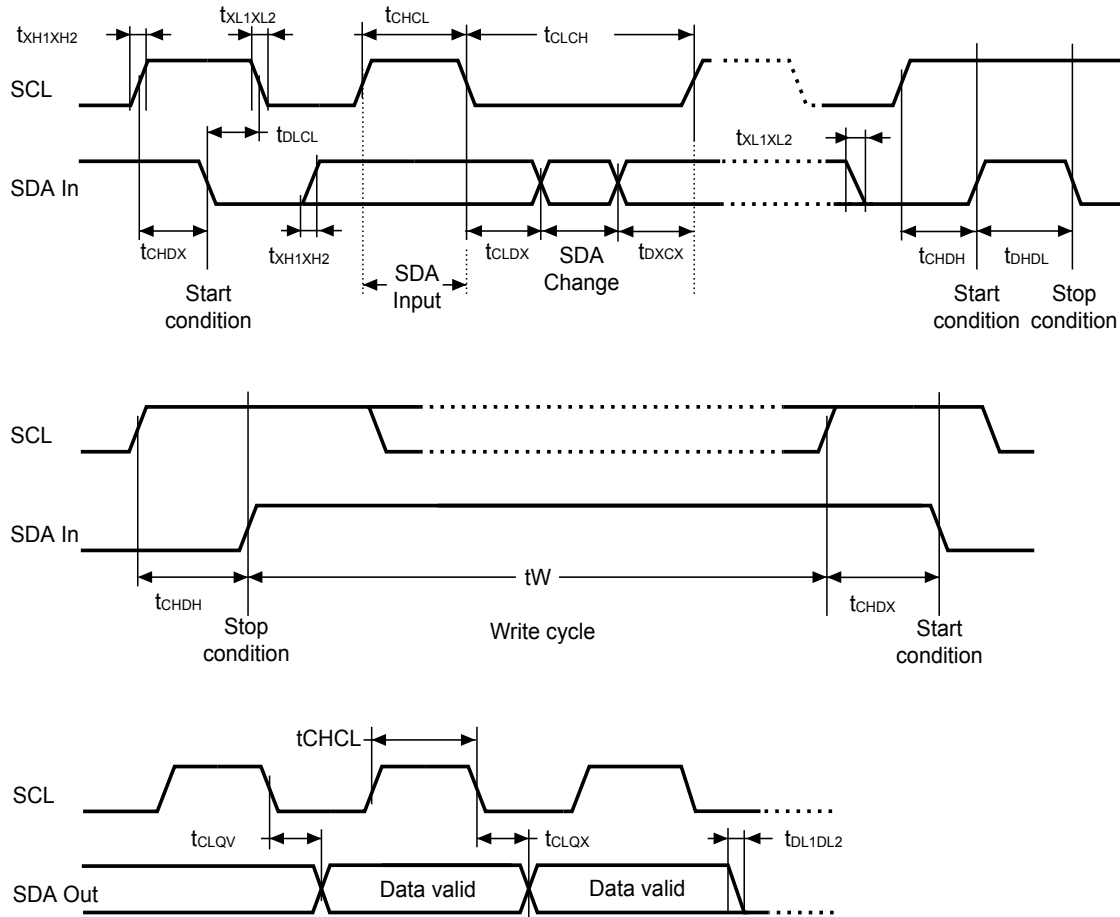 tXH1XH2
tXL1XL2
tCHCL
tCLCH
SCL
tDLCL
tXL1XL2
SDA In
tCHDX
tXH1XH2
tCLDX
SDA
Change
tDXCX
tCHDH
tDHDL
SDA
Input
Start
condition
Start
condition
Stop
condition
SCL
SDA In
tCHDH
tW
tCHDX
Stop
condition
Write cycle
Start
condition
tCHCL
SCL
tCLQV
tCLQX
tDL1DL2
SDA Out
Data valid
Data valid